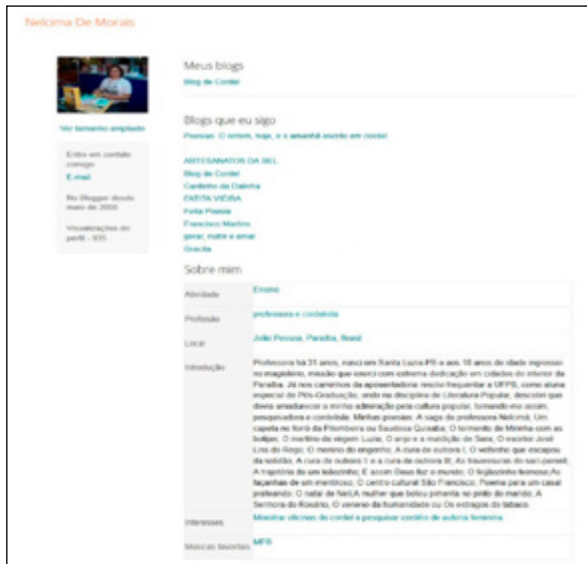 Nelcima De Morais
Meus blogs
Blog de Cordel
Ver tamanho ampliado
Blogs que eu sigo
Poesias: O ontem, hoje, e o amanhã escrito em cordel
Entre em contato
comigo
E-mail
ARTESANATOS DA BEL
Blog de Cordel
Cantinho da Dalinha
No Blogger desde
maio de 2009
VIEIRA
Poesia
Francisco Martins
gerar, nutrir e amar
Visualizações do
perfil - 935
Gracita
Sobre mim
Atividade Ensino
Profissão professora e cordelista
Local João Pessoa, Paraíba, Brasil
Introdução Professora há 31 anos, nasci em Santa Luzia-PB e aos 18 anos de idade ingressei
no magistério, missão que exerci com extrema dedicação em cidades do interior da
Paraíba. Já nos caminhos da aposentadoria resolvi frequentar a UFPB, como aluna
especial de Pós-Graduação, onde na disciplina de Literatura Popular, descobri que
devia amadurecer a minha admiração pela cultura popular, tornando-me assim,
pesquisadora e cordelista. Minhas poesias: A saga da professora Nelcimá; Um
capeta no forró da Pitombeira ou Saudosa Quixaba; O tormento de Mirinha com as
botijas; O martírio da virgem Luzia; O anjo e a maldição de Sara; O escritor José
Lins do Rego; O menino do engenho; A cura de outrora I; O velhinho que escapou
da solidão; A cura de outrora I; e a cura de outrora III; As travessuras do saci-pererê;
A trajetória de um leãozinho; E assim Deus fez o mundo; O feijãozinho teimoso; As
façanhas de um mentiroso; O centro cultural São Francisco; Poema para um casal
prateado; O natal de Nei; A mulher que botou pimenta no pinto do marido; A
Senhora do Rosário; O veneno da humanidade ou Os estragos do tabaco.
Interesses Ministrar oficinas de cordel e pesquisar cordéis de autoria feminina.
Músicas favoritas MPB